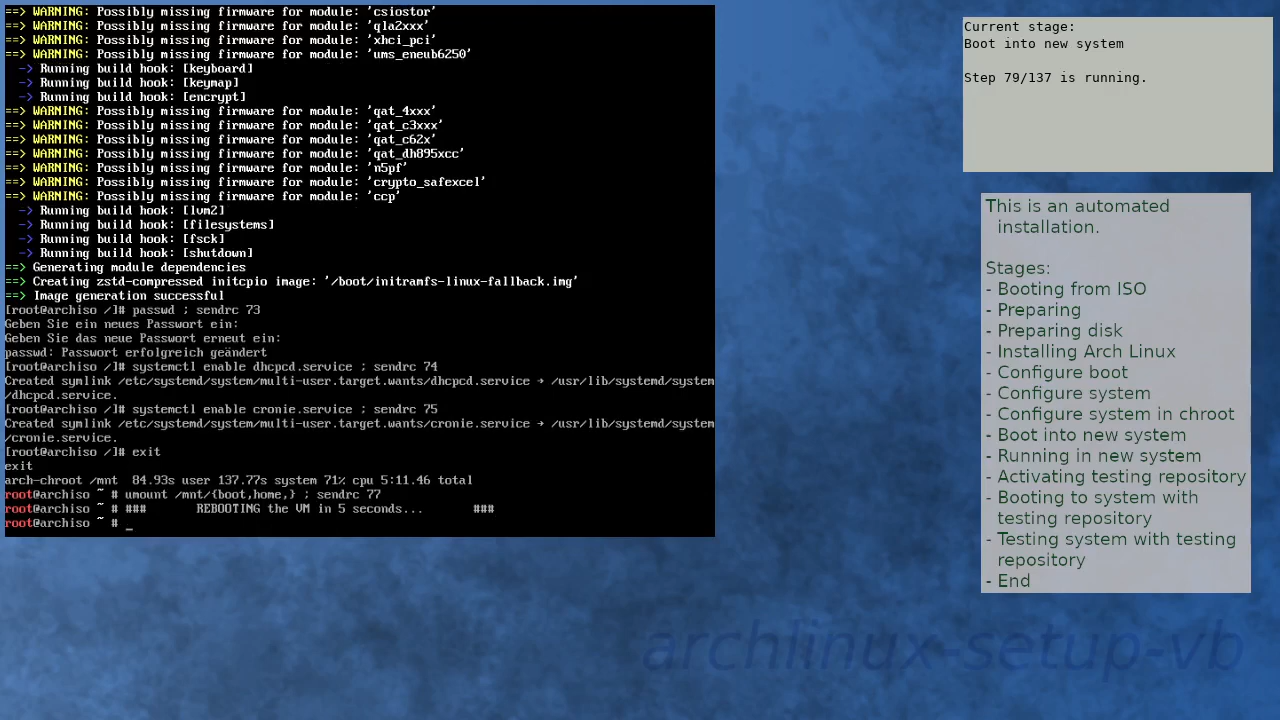 ==> WARNING: Possibly missing firmware for module: 'csiostor'
==> WARNING: Possibly missing firmware for module: 'qla2xxx'
==> WARNING: Possibly missing firmware for module: 'xhci_pci'
==> WARNING: Possibly missing firmware for module: 'ums_eneub6250'
  -> Running build hook: [keyboard]
  -> Running build hook: [keymap]
  -> Running build hook: [encrypt]
==> WARNING: Possibly missing firmware for module: 'qat_4xxx'
==> WARNING: Possibly missing firmware for module: 'qat_c3xxx'
==> WARNING: Possibly missing firmware for module: 'qat_c62x'
==> WARNING: Possibly missing firmware for module: 'qat_dh895xcc'
==> WARNING: Possibly missing firmware for module: 'n5pf'
==> WARNING: Possibly missing firmware for module: 'crypto_safexcel'
==> WARNING: Possibly missing firmware for module: 'ccp'
  -> Running build hook: [lvm2]
  -> Running build hook: [filesystems]
  -> Running build hook: [fsck]
  -> Running build hook: [shutdown]
==> Generating module dependencies
==> Creating zstd-compressed initcpio image: '/boot/initramfs-linux-fallback.img'
==> Image generation successful
[root@archiso /]# passwd ; sendrc 73
Geben Sie ein neues Passwort ein:
Geben Sie das neue Passwort erneut ein:
passwd: Passwort erfolgreich geändert
[root@archiso /]# systemctl enable dhcpcd.service ; sendrc 74
Created symlink /etc/systemd/system/multi-user.target.wants/dhcpcd.service → /usr/lib/systemd/system
/dhcpcd.service.
[root@archiso /]# systemctl enable cronie.service ; sendrc 75
Created symlink /etc/systemd/system/multi-user.target.wants/cronie.service → /usr/lib/systemd/system
/cronie.service.
[root@archiso /]# exit
exit
arch-chroot /mnt  84.93s user 137.77s system 71% cpu 5:11.46 total
root@archiso ~ # umount /mnt/{boot,home,} ; sendrc 77
root@archiso ~ # ###       REBOOTING the VM in 5 seconds...       ###
root@archiso ~ # _
Current stage:
Boot into new system
Step 79/137 is running.
This is an automated
installation.
Stages:
- Booting from ISO
- Preparing
- Preparing disk
- Installing Arch Linux
- Configure boot
- Configure system
- Configure system in chroot
- Boot into new system
- Running in new system
- Activating testing repository
- Booting to system with
testing repository
- Testing system with testing
repository
- End
archlinux-setup-vb